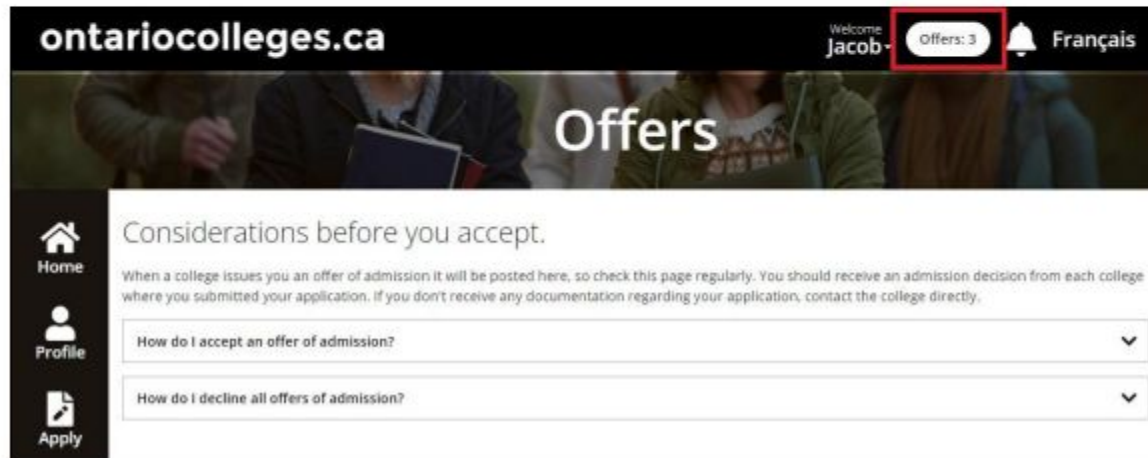 ontariocolleges.ca
Welcome
Jacob
Offers: 3
Français
Offers
Home
Profile
Apply
Considerations before you accept.
When a college issues you an offer of admission it will be posted here, so check this page regularly. You should receive an admission decision from each college
where you submitted your application. If you don't receive any documentation regarding your application, contact the college directly.
How do I accept an offer of admission?
How do I decline all offers of admission?